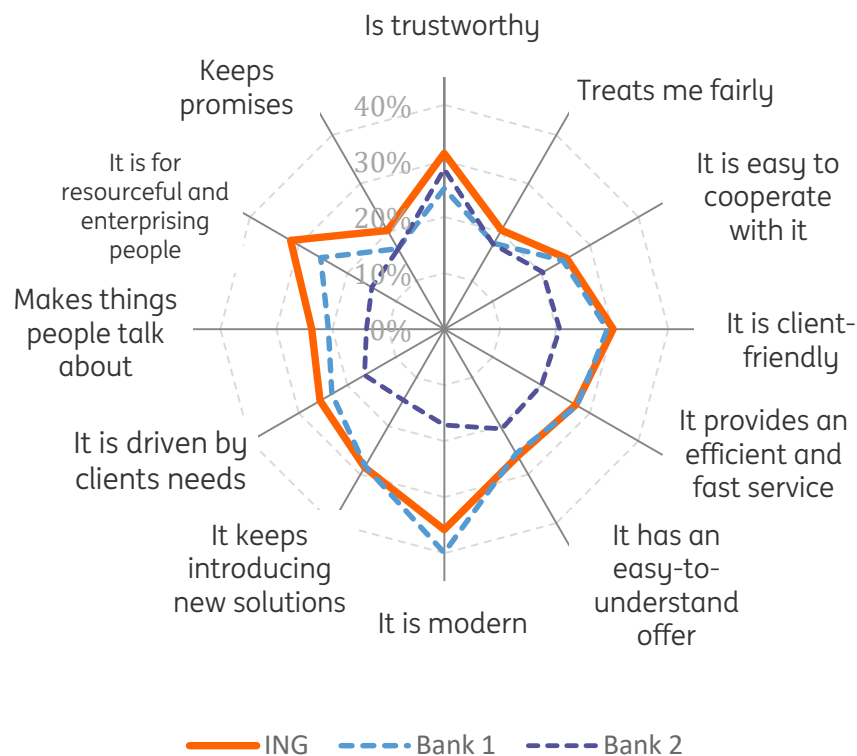 Is trustworthy
Keeps
promises
Treats me fairly
40%
30%
20%
10%
0%
It is for
resourceful and
enterprising
people
It is easy to
cooperate
with it
Makes things
people talk
about
It is client-
friendly
It is driven by
clients needs
It provides an
efficient and
fast service
It keeps
introducing
new solutions
It has an
easy-to-
understand
offer
It is modern
ING Bank 1 Bank 2